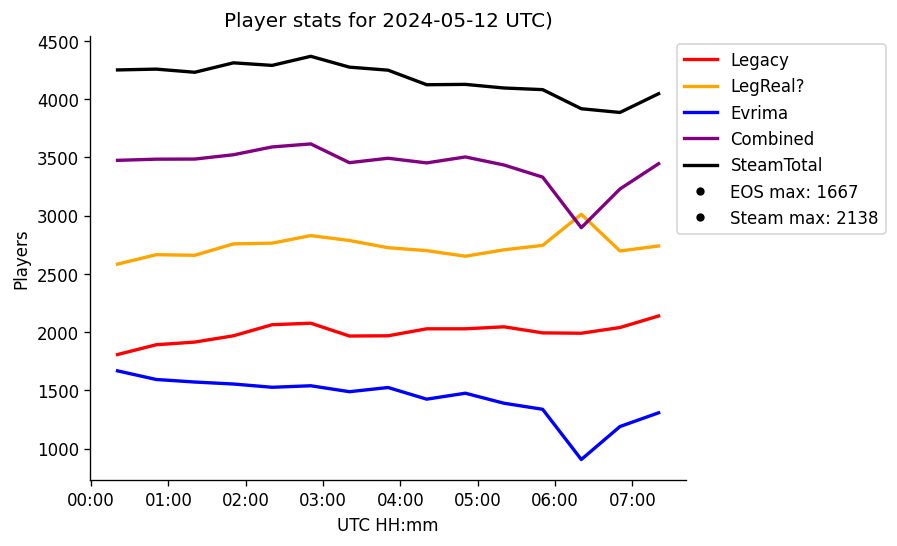 Player stats for 2024-05-12 UTC)
4500
4000
3500
3000
2500
2000
1500
1000
Players
00:00 01:00 02:00 03:00 04:00 05:00 06:00 07:00
UTC HH:mm
Legacy
LegReal?
Evrima
Combined
SteamTotal
EOS max: 1667
Steam max: 2138